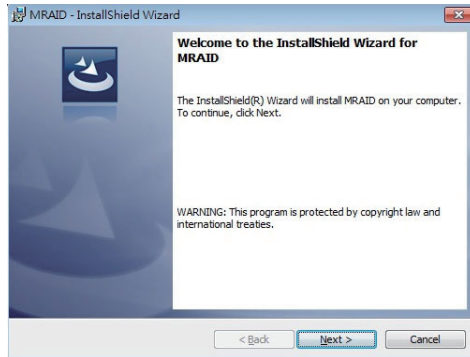 MRAID - InstallShield Wizard
Welcome to the InstallShield Wizard for
MRAID
The InstallShield(R) Wizard will install MRAID on your computer.
To continue, click Next.
WARNING: This program is protected by copyright law and
international treaties.
< Back
Next >
Cancel